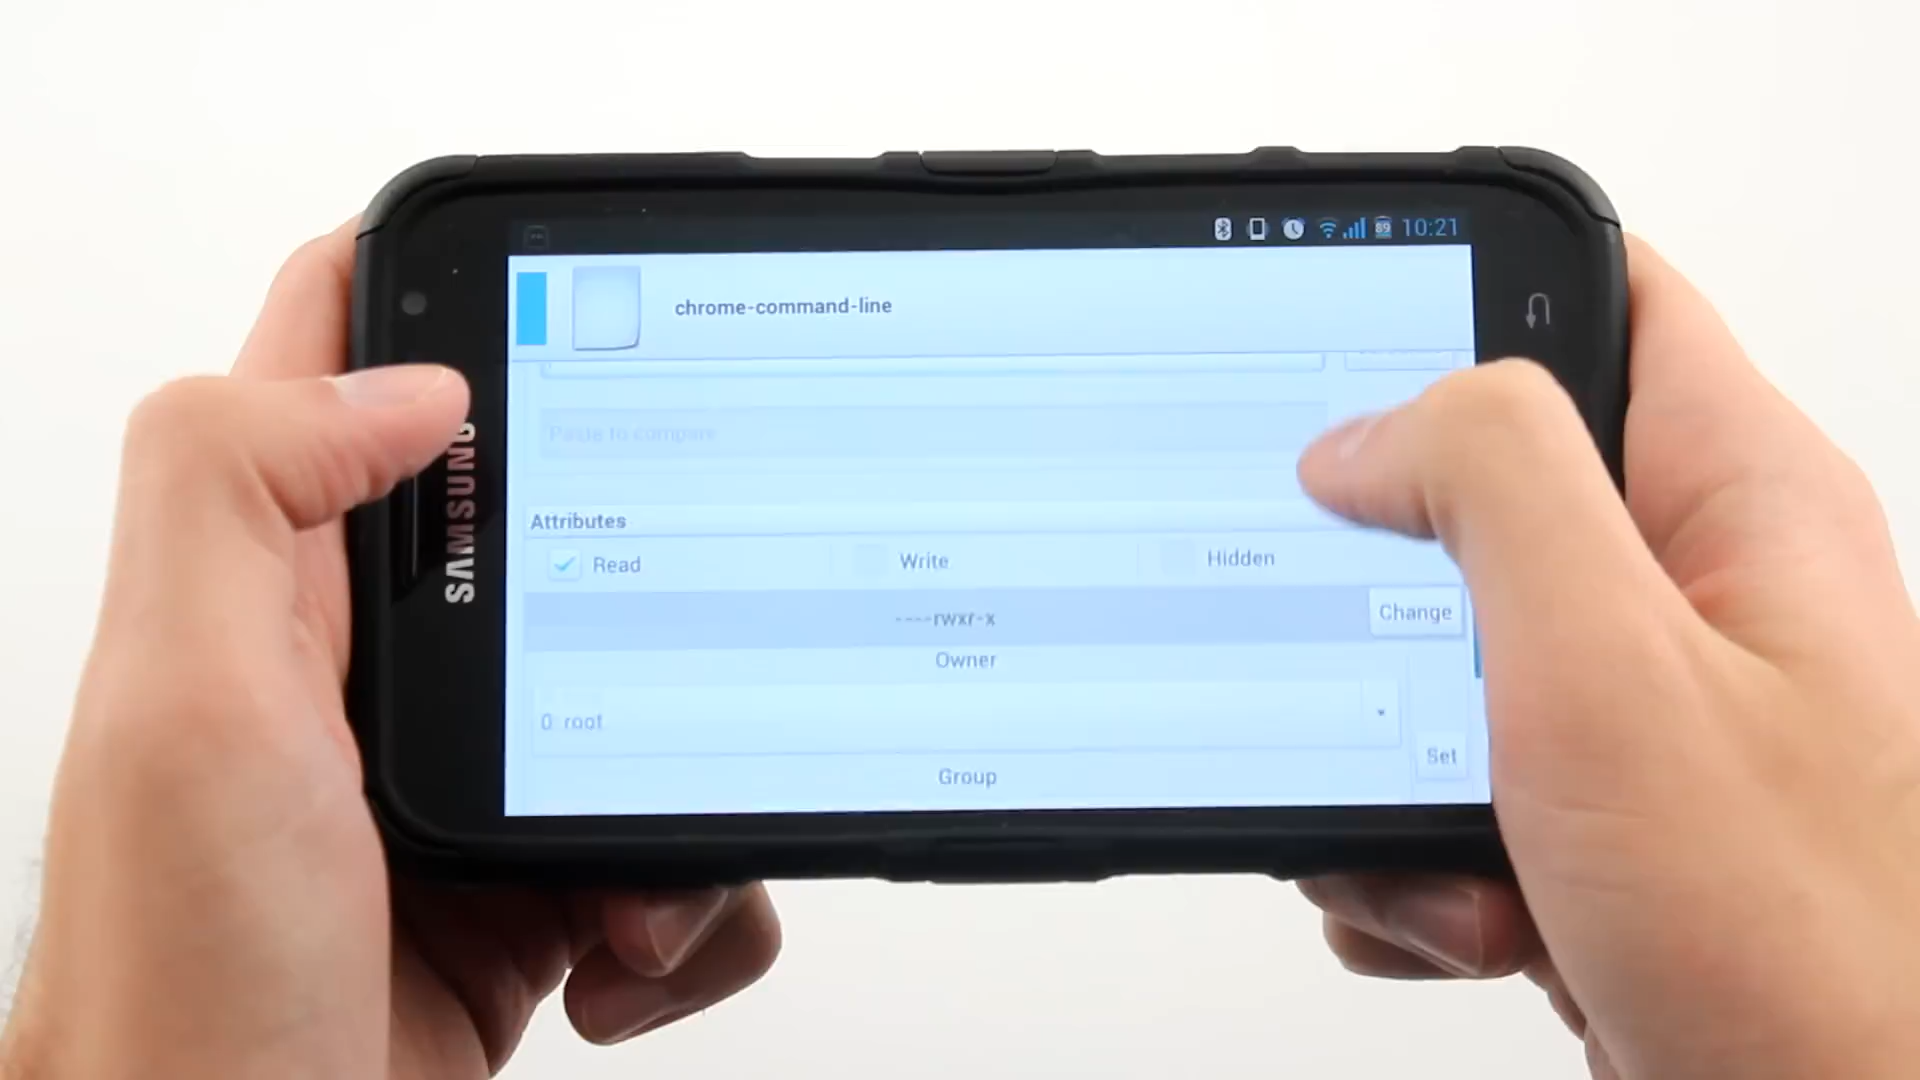 89 10:21
chrome-command-line
Paste to compare
Attributes
Read Write Hidden
----rwxr-x Change
Owner
0 root
Set
Group
SAMSUNG